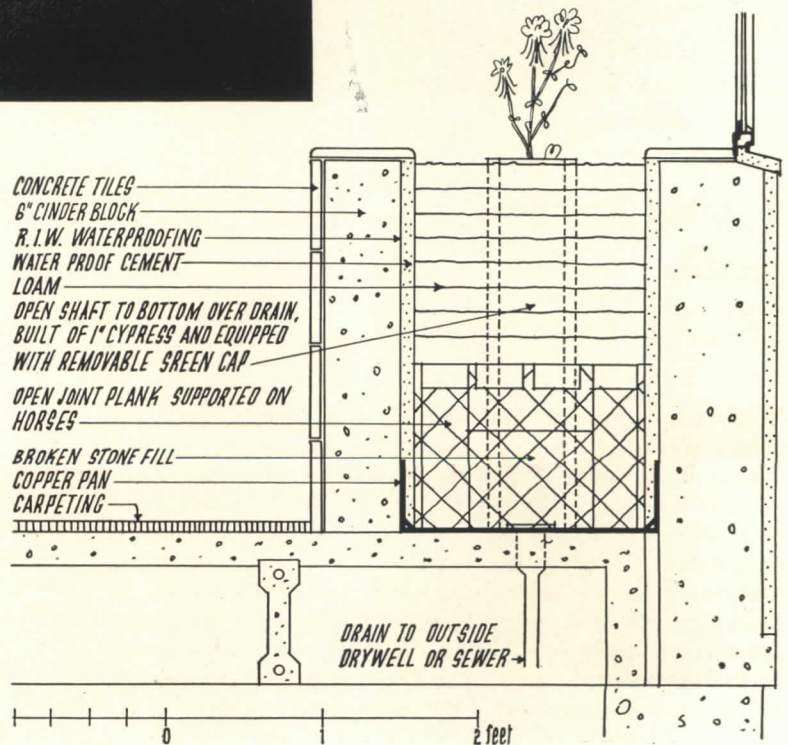 CONCRETE TILES
6" CINDER BLOCK
R.I.W. WATERPROOFING
WATER PROOF CEMENT
LOAM
OPEN SHAFT TO BOTTOM OVER DRAIN,
BUILT OF 1" CYPRESS AND EQUIPPED
WITH REMOVABLE SREEN CAP
OPEN JOINT PLANK SUPPORTED ON
HORSES
BROKEN STONE FILL
COPPER PAN
CARPETING
DRAIN TO OUTSIDE
DRYWELL OR SEWER
0 1 2 feet